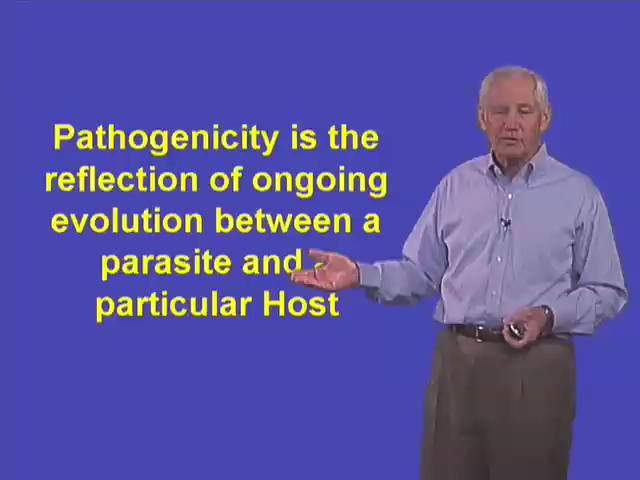 Pathogenicity is the
reflection of ongoing
evolution between a
parasite and
particular Host